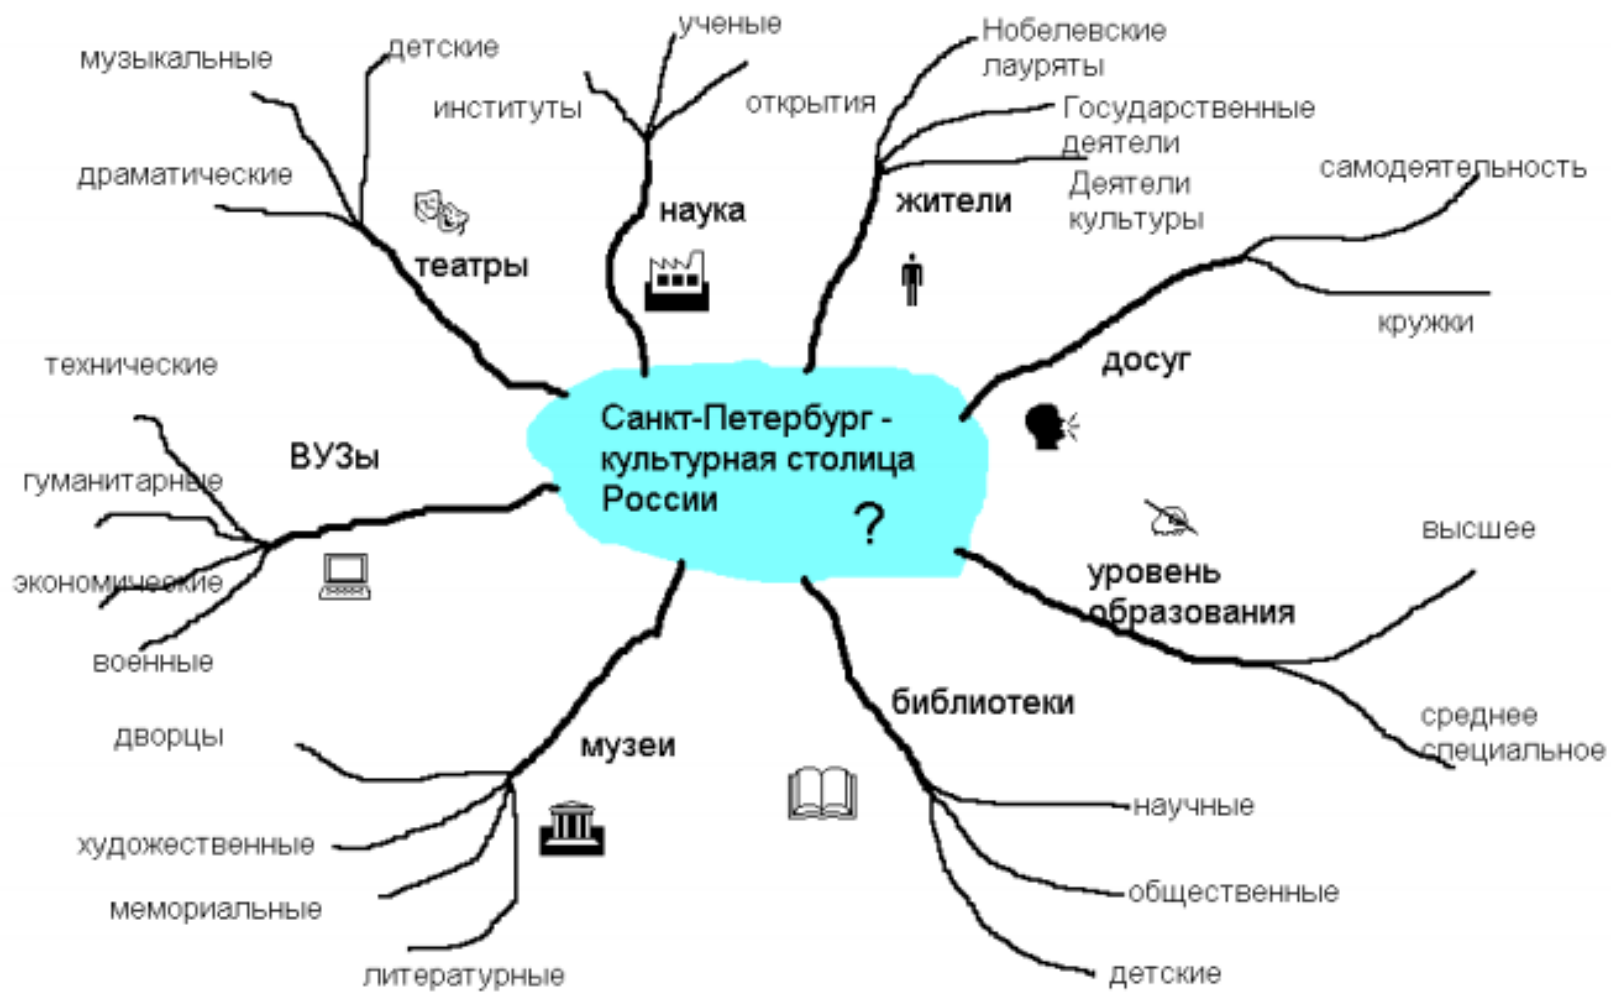 ученые
Нобелевские
лауряты
детские
музыкальные
институты
открытия
Государственные
деятели
драматические
самодеятельность
Деятели
культуры
наука
жители
театры
кружки
досуг
технические
Санкт-Петербург -
культурная столица
России
?
ВУЗы
гуманитарные
высшее
уровень
образования
экономические
военные
библиотеки
среднее
специальное
дворцы
музеи
научные
художественные
общественные
мемориальные
литературные
детские